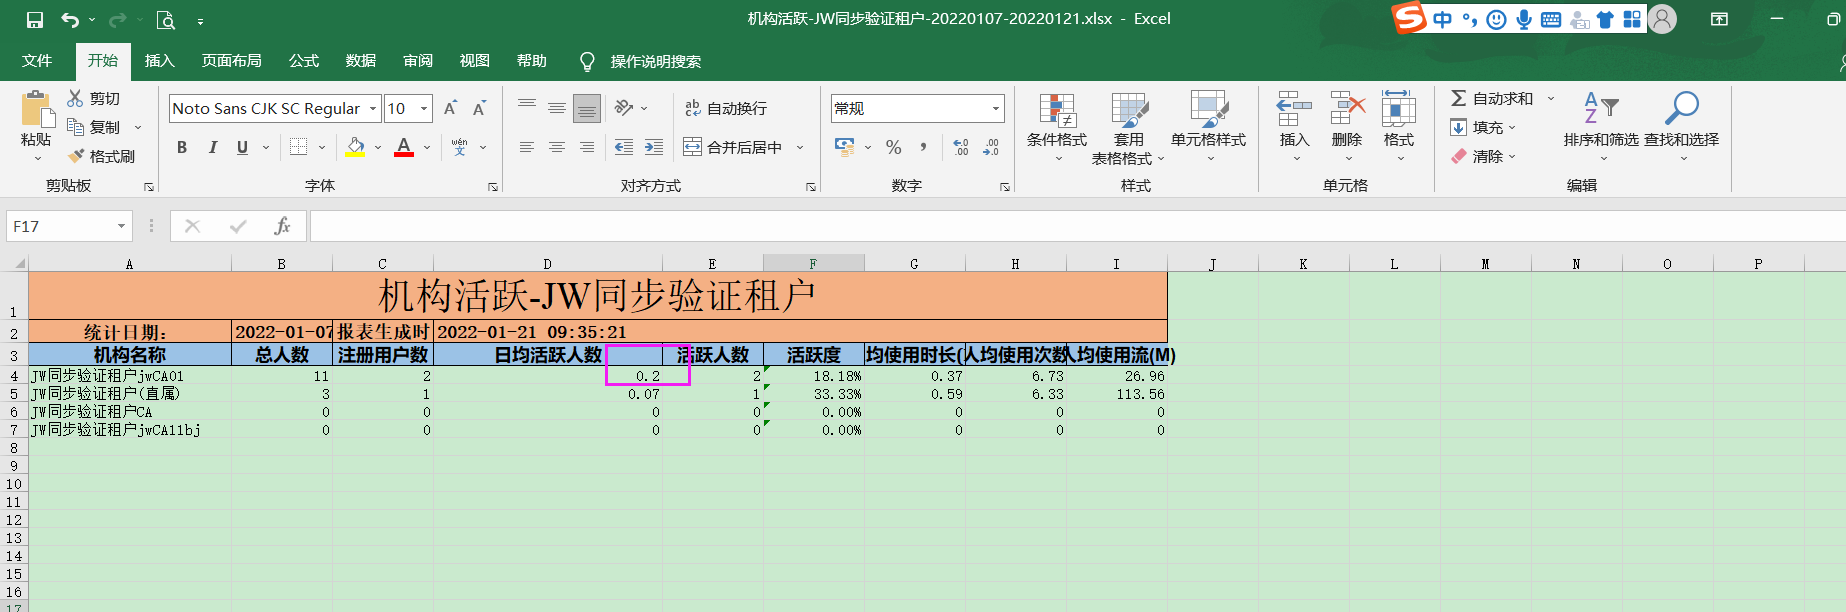 机构活跃-JW同步验证租户-20220107-20220121.xlsx - Excel
中
文件 开始 插入 页面布局 公式 数据 审阅 视图 帮助 操作说明搜索
粘贴 剪切 复制 格式刷 剪贴板
Noto Sans CJK SC Regular 10 A A
B I U A wén 文 字体
ab 自动换行
合并后居中 对齐方式
常规
% , 数字
条件格式 套用 表格格式 单元格样式 样式
插入 删除 格式 单元格
Σ 自动求和 填充 清除 A Z 排序和筛选 查找和选择 编辑
F17 fx
A B C D E F G H I J K L M N O P
1 机构活跃-JW同步验证租户
2 统计日期: 2022-01-07 报表生成时 2022-01-21 09:35:21
3 机构名称 总人数 注册用户数 日均活跃人数 活跃人数 活跃度 均使用时长( 人均使用次数 人均使用流(M)
4 JW同步验证租户jwCA01 11 2 0.2 2 18.18% 0.37 6.73 26.96
5 JW同步验证租户(直属) 3 1 0.07 1 33.33% 0.59 6.33 113.56
6 JW同步验证租户CA 0 0 0 0 0.00% 0 0 0
7 JW同步验证租户jwCA11bj 0 0 0 0 0.00% 0 0 0
8
9
10
11
12
13
14
15
16
17